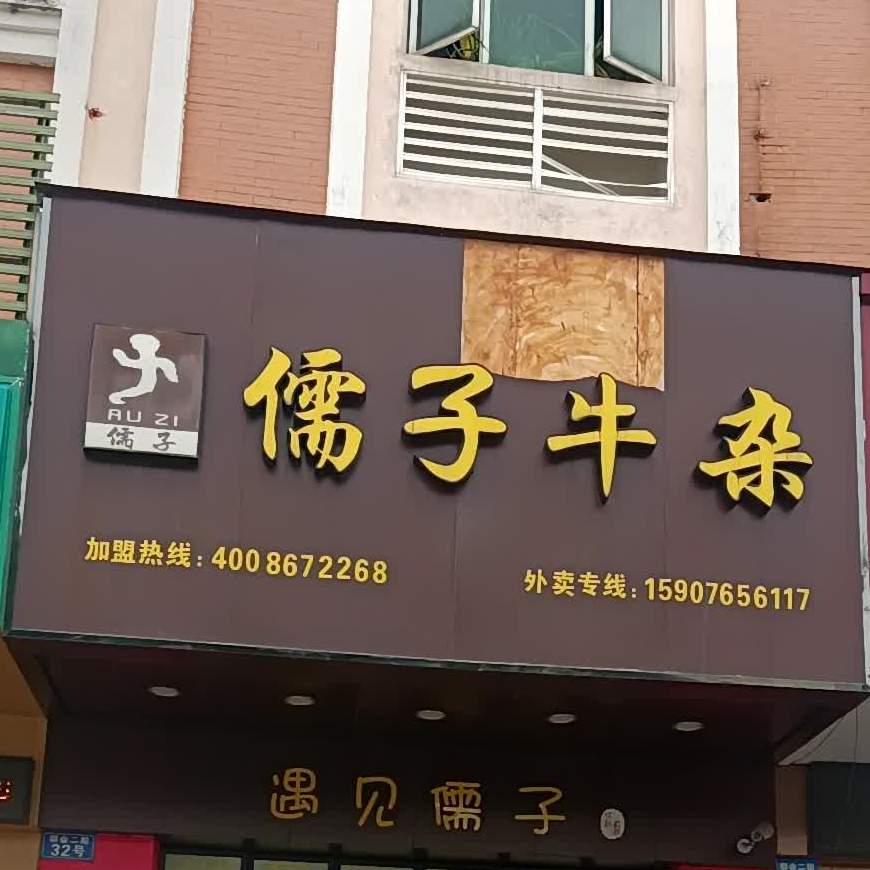 RU ZI
儒子
儒子牛杂
加盟热线：400 8672268
外卖专线：15907656117
遇见儒子
32号